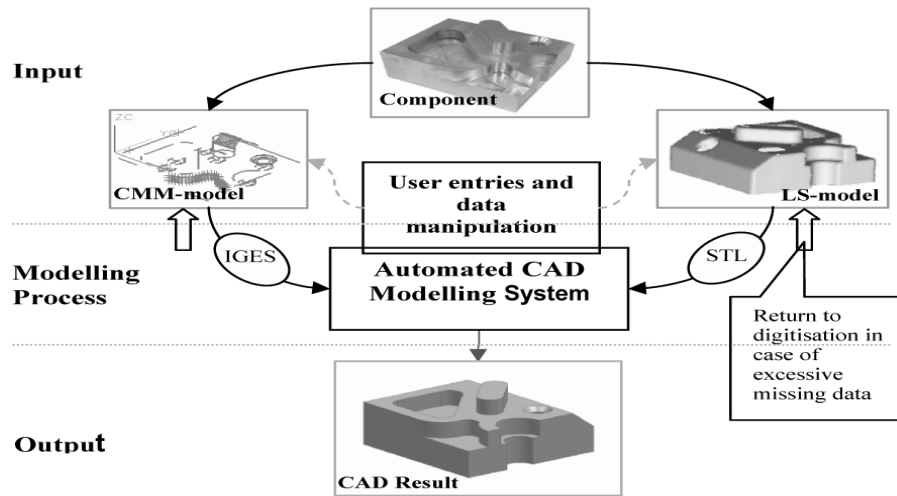 Input
Component
ZC
CMM-model
User entries and
data
manipulation
LS-model
IGES
STL
Modelling
Process
Automated CAD
Modelling System
Return to
digitisation in
case of
excessive
missing data
Output
CAD Result